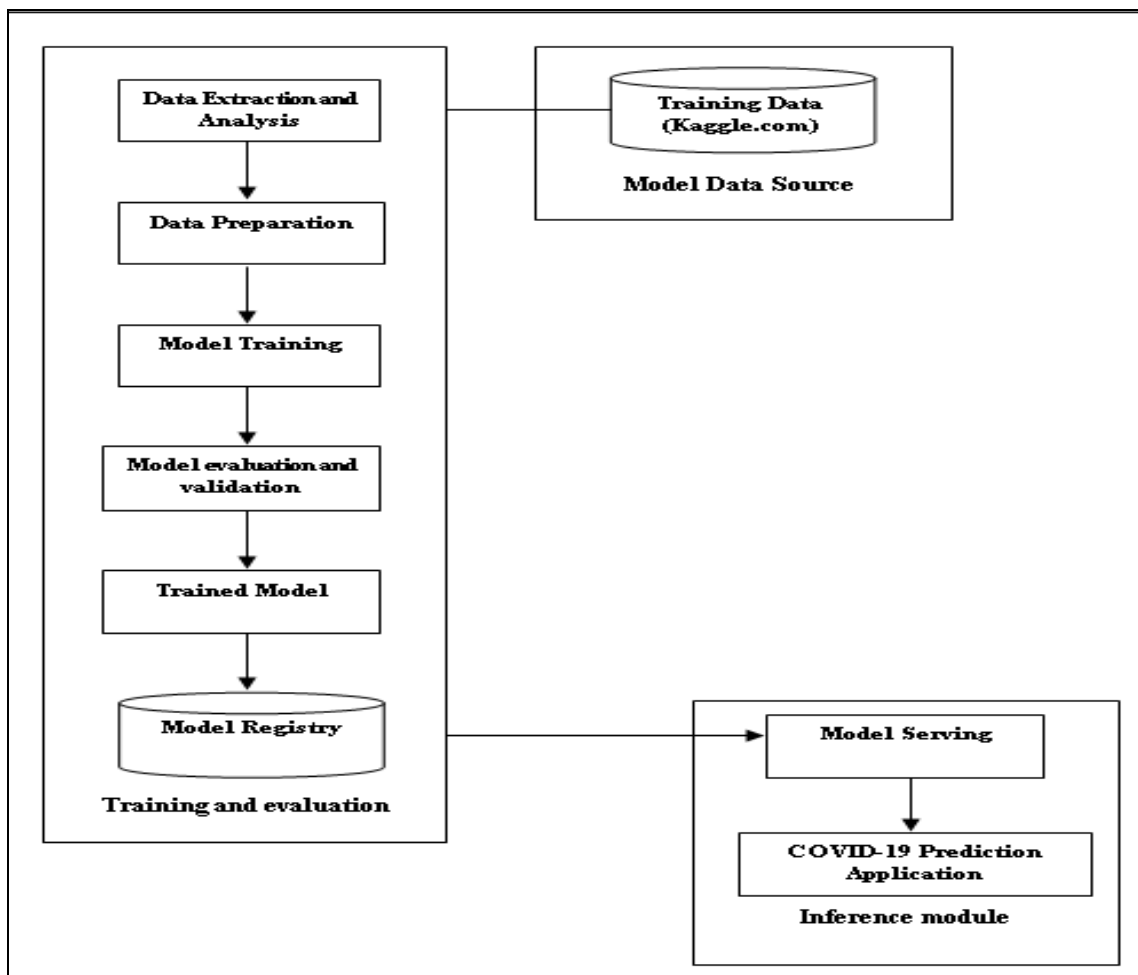 Data Extraction and
Analysis
Data Preparation
Model Training
Model evaluation and
validation
Trained Model
Model Registry
Training and evaluation
Training Data
(Kaggle.com)
Model Data Source
Model Serving
COVID-19 Prediction
Application
Inference module